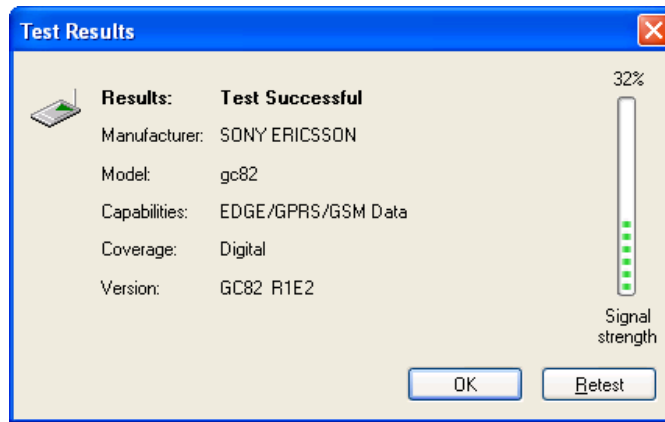 Test Results
32%
Results: Test Successful
Manufacturer: SONY ERICSSON
Model: gc82
Capabilities: EDGE/GPRS/GSM Data
Coverage: Digital
Version: GC82 R1E2
Signal
strength
OK Retest